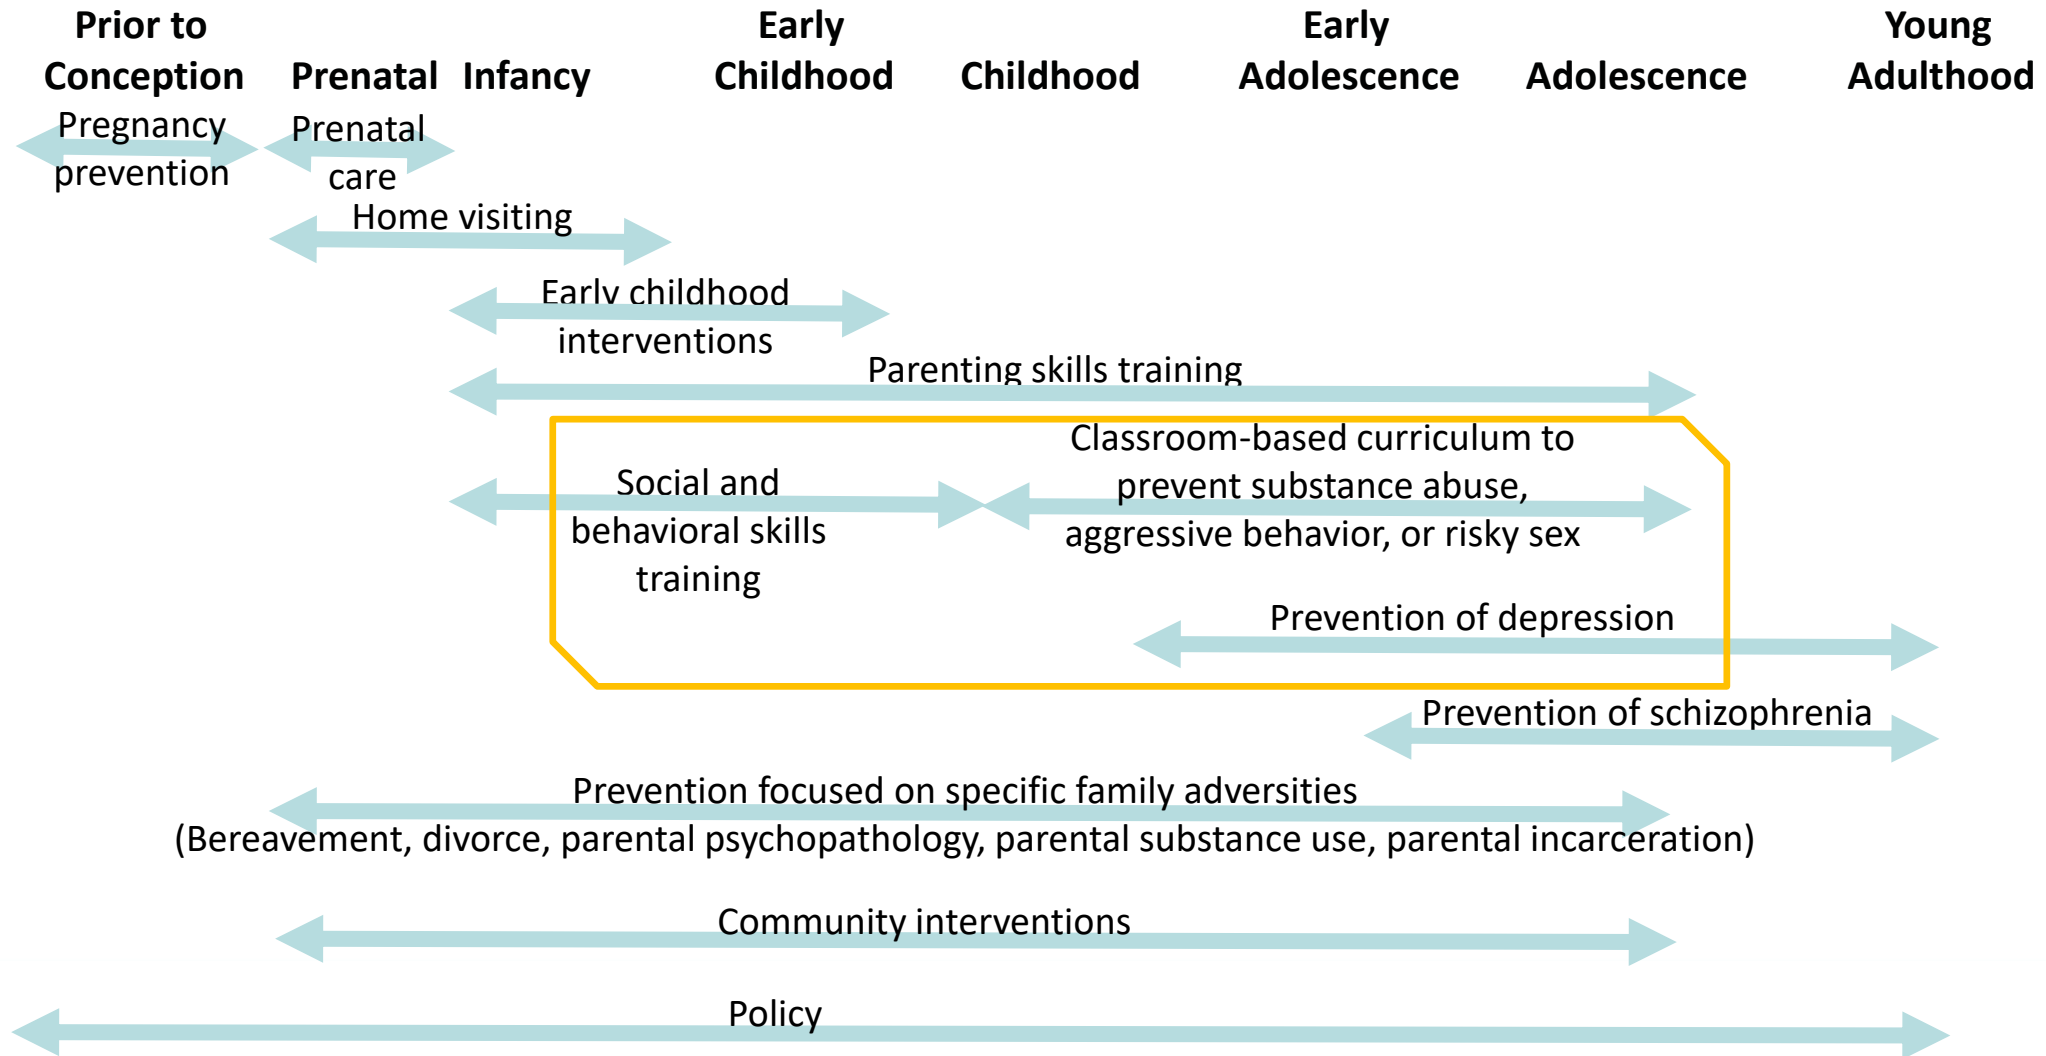 Prior to
Conception
Prenatal
Infancy
Early
Childhood
Childhood
Early
Adolescence
Adolescence
Young
Adulthood
Pregnancy
prevention
Prenatal
care
Home visiting
Early childhood
interventions
Parenting skills training
Social and
behavioral skills
training
Classroom-based curriculum to
prevent substance abuse,
aggressive behavior, or risky sex
Prevention of depression
Prevention of schizophrenia
Prevention focused on specific family adversities
(Bereavement, divorce, parental psychopathology, parental substance use, parental incarceration)
Community interventions
Policy